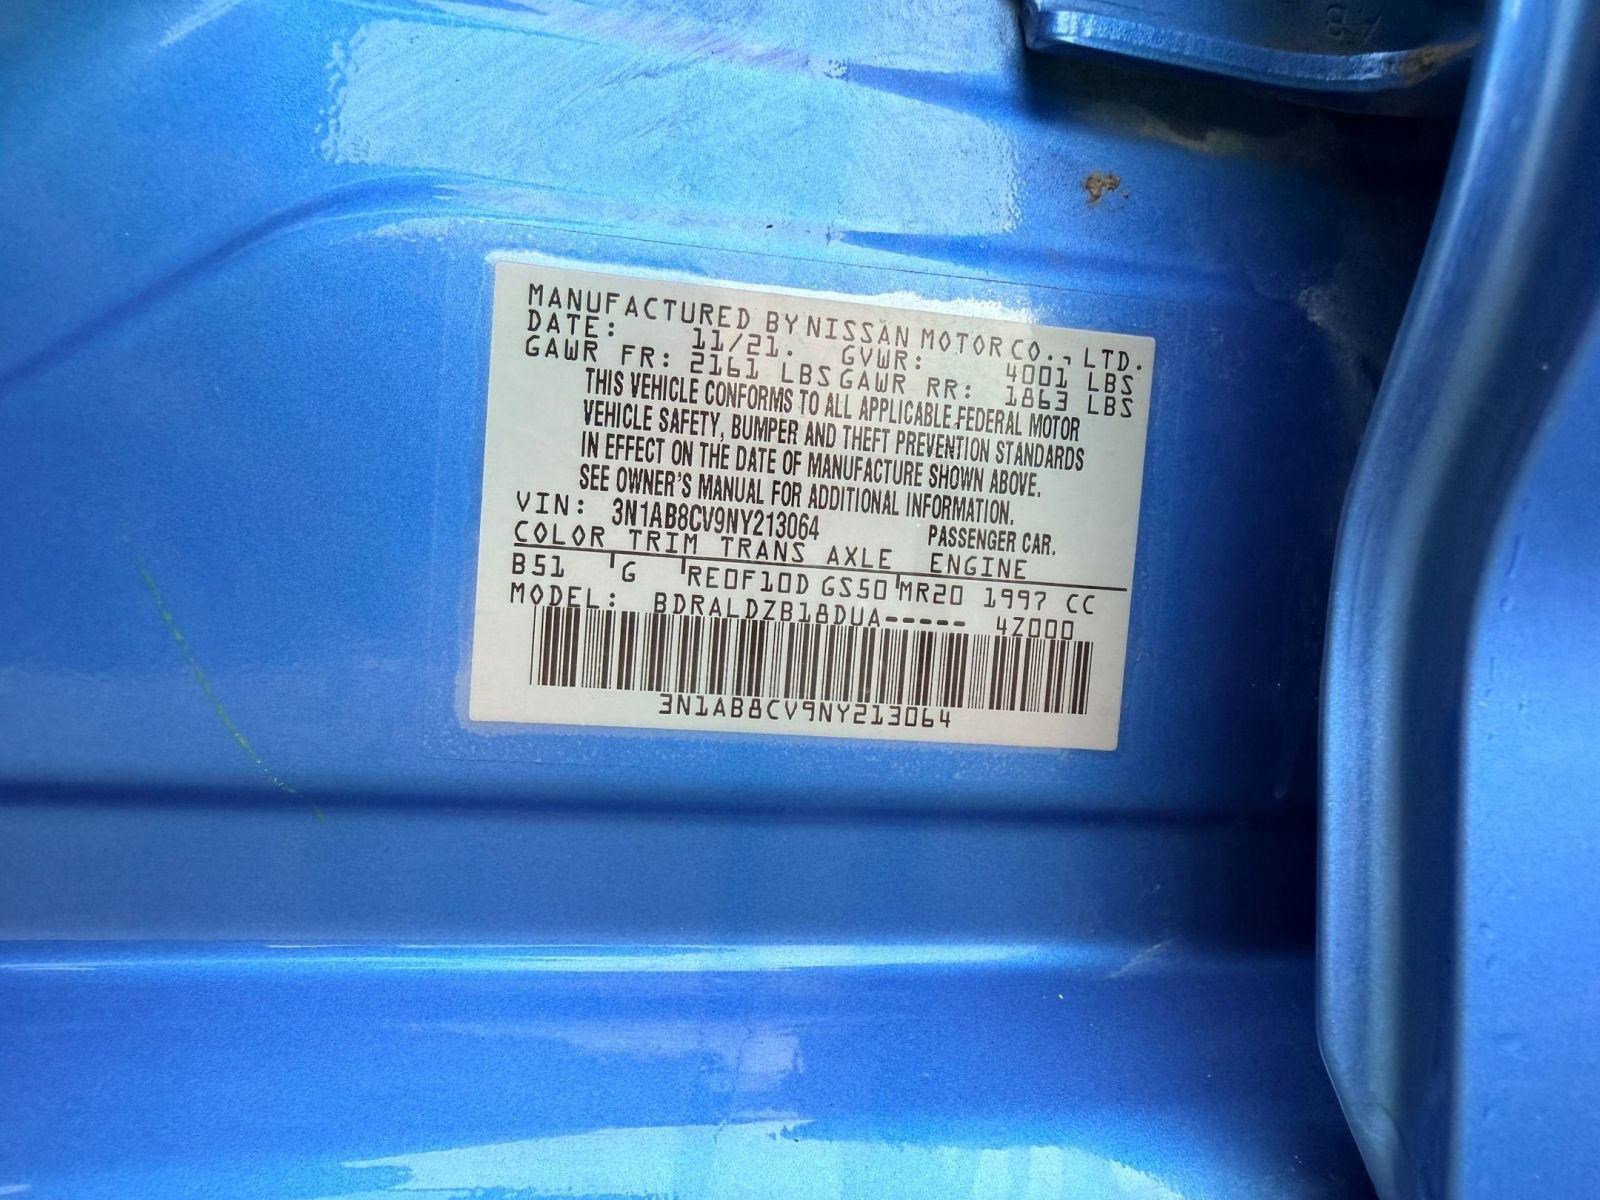 MANUFACTURED BY NISSAN MOTOR CO., LTD.
DATE: 11/21. GVWR: 4001 LBS
GAWR FR: 2161 LBS GAWR RR: 1863 LBS
THIS VEHICLE CONFORMS TO ALL APPLICABLE FEDERAL MOTOR
VEHICLE SAFETY, BUMPER AND THEFT PREVENTION STANDARDS
IN EFFECT ON THE DATE OF MANUFACTURE SHOWN ABOVE.
SEE OWNER'S MANUAL FOR ADDITIONAL INFORMATION.
VIN: 3N1AB8CV9NY213064 PASSENGER CAR.
COLOR TRIM TRANS AXLE ENGINE
B51 G RE0F10D GS50 MR20 1997 CC
MODEL: BDRALDZB18DUA----- 4Z000
3N1AB8CV9NY213064